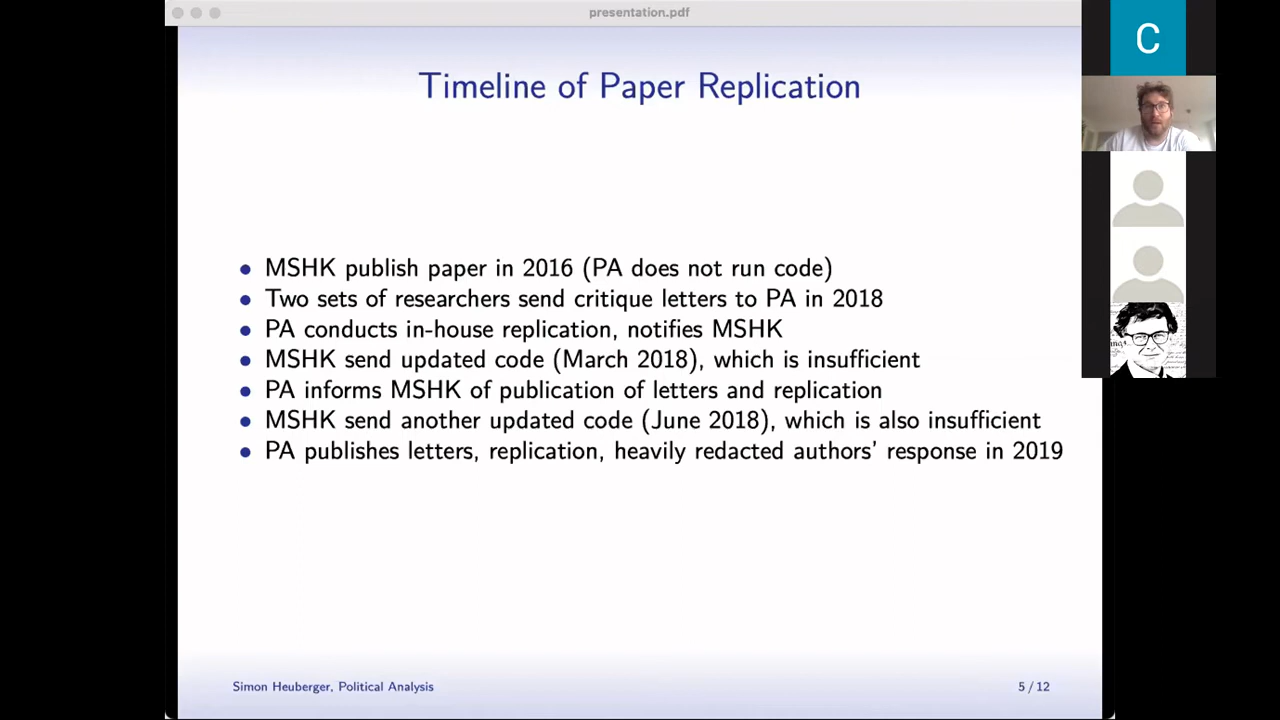 presentation.pdf
C
Timeline of Paper Replication
• MSHK publish paper in 2016 (PA does not run code)
• Two sets of researchers send critique letters to PA in 2018
• PA conducts in-house replication, notifies MSHK
• MSHK send updated code (March 2018), which is insufficient
• PA informs MSHK of publication of letters and replication
• MSHK send another updated code (June 2018), which is also insufficient
• PA publishes letters, replication, heavily redacted authors' response in 2019
Simon Heuberger, Political Analysis
5 / 12